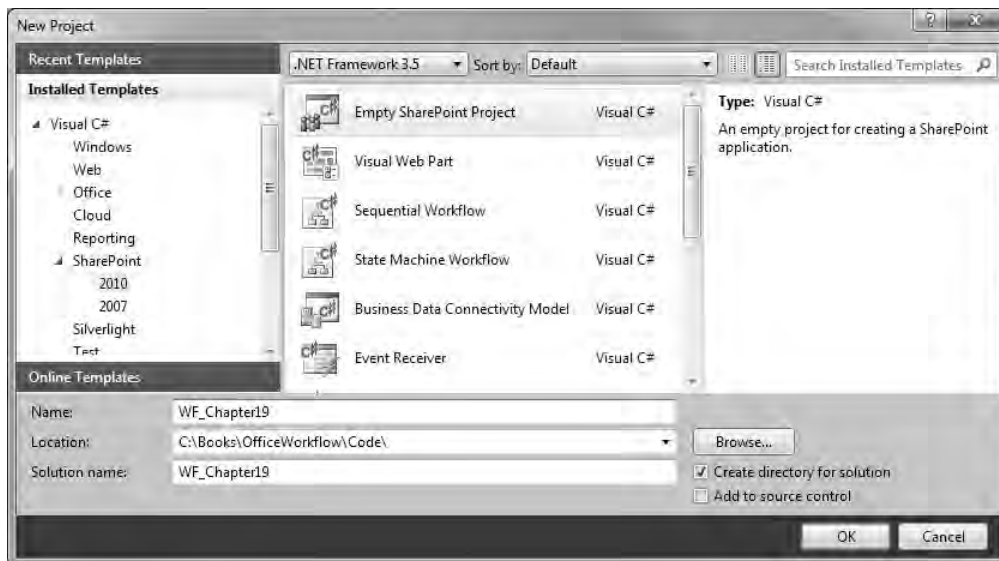 New Project
Recent Templates
.NET Framework 3.5 Sort by: Default Search Installed Templates
Installed Templates
Visual C#
Windows
Web
Office
Cloud
Reporting
SharePoint
2010
2007
Silverlight
Test
Online Templates
Empty SharePoint Project Visual C#
Visual Web Part Visual C#
Sequential Workflow Visual C#
State Machine Workflow Visual C#
Business Data Connectivity Model Visual C#
Event Receiver Visual C#
Type: Visual C#
An empty project for creating a SharePoint
application.
Name: WF_Chapter19
Location: C:\Books\OfficeWorkflow\Code\ Browse...
Solution name: WF_Chapter19
Create directory for solution
Add to source control
OK Cancel